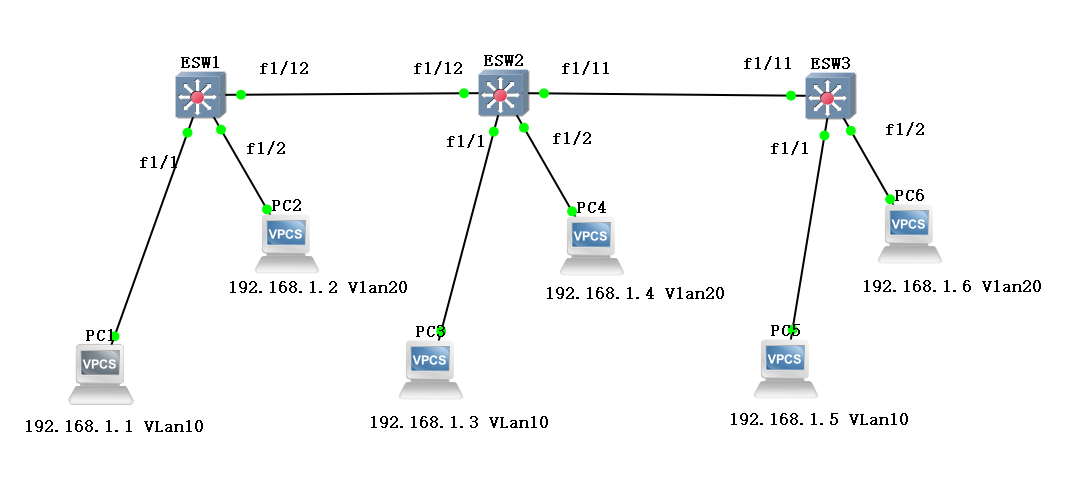 ESW1
ESW2
ESW3
f1/12
f1/12
f1/11
f1/11
f1/1
f1/2
f1/1
f1/2
f1/1
f1/2
PC2
PC4
PC6
VPCS
VPCS
VPCS
192.168.1.2 Vlan20
192.168.1.4 Vlan20
192.168.1.6 Vlan20
PC1
PC3
PC5
VPCS
VPCS
VPCS
192.168.1.1 VLan10
192.168.1.3 VLan10
192.168.1.5 VLan10